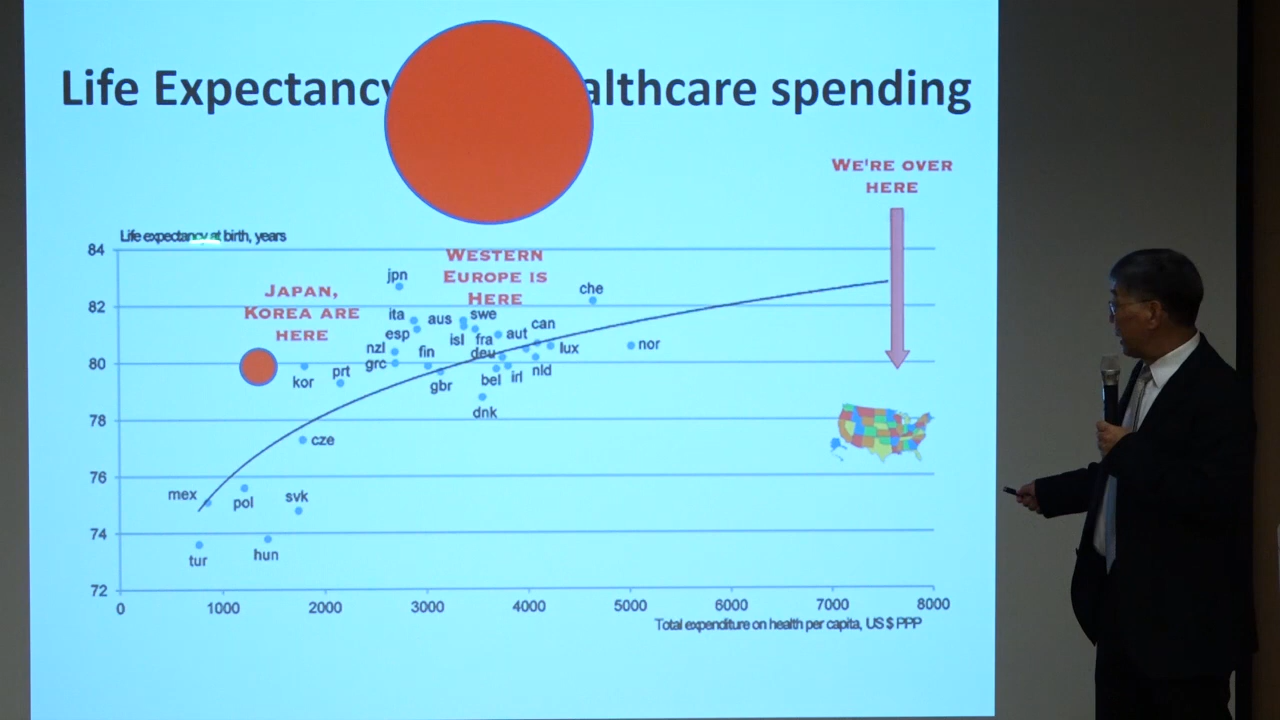 Life Expectancy althcare spending
WE'RE OVER
HERE
Life expectancy at birth, years
WESTERN
EUROPE IS
HERE
JAPAN,
KOREA ARE
HERE
84
82
80
78
76
74
72
jpn
che
ita
aus
swe
can
esp
isl
fra
aut
nzl
fin
deu
lux
nor
grc
kor
prt
gbr
bel
irl
nld
dnk
cze
mex
pol
svk
tur
hun
0 1000 2000 3000 4000 5000 6000 7000 8000
Total expenditure on health per capita, US $ PPP